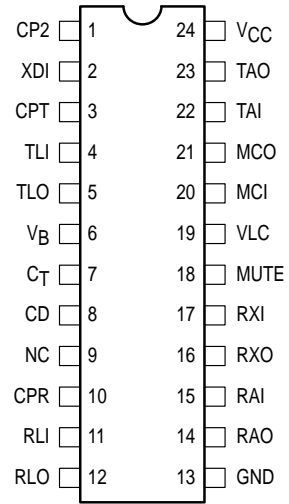 CP2 1 24 VCC
XDI 2 23 TAO
CPT 3 22 TAI
TLI 4 21 MCO
TLO 5 20 MCI
VB 6 19 VLC
CT 7 18 MUTE
CD 8 17 RXI
NC 9 16 RXO
CPR 10 15 RAI
RLI 11 14 RAO
RLO 12 13 GND